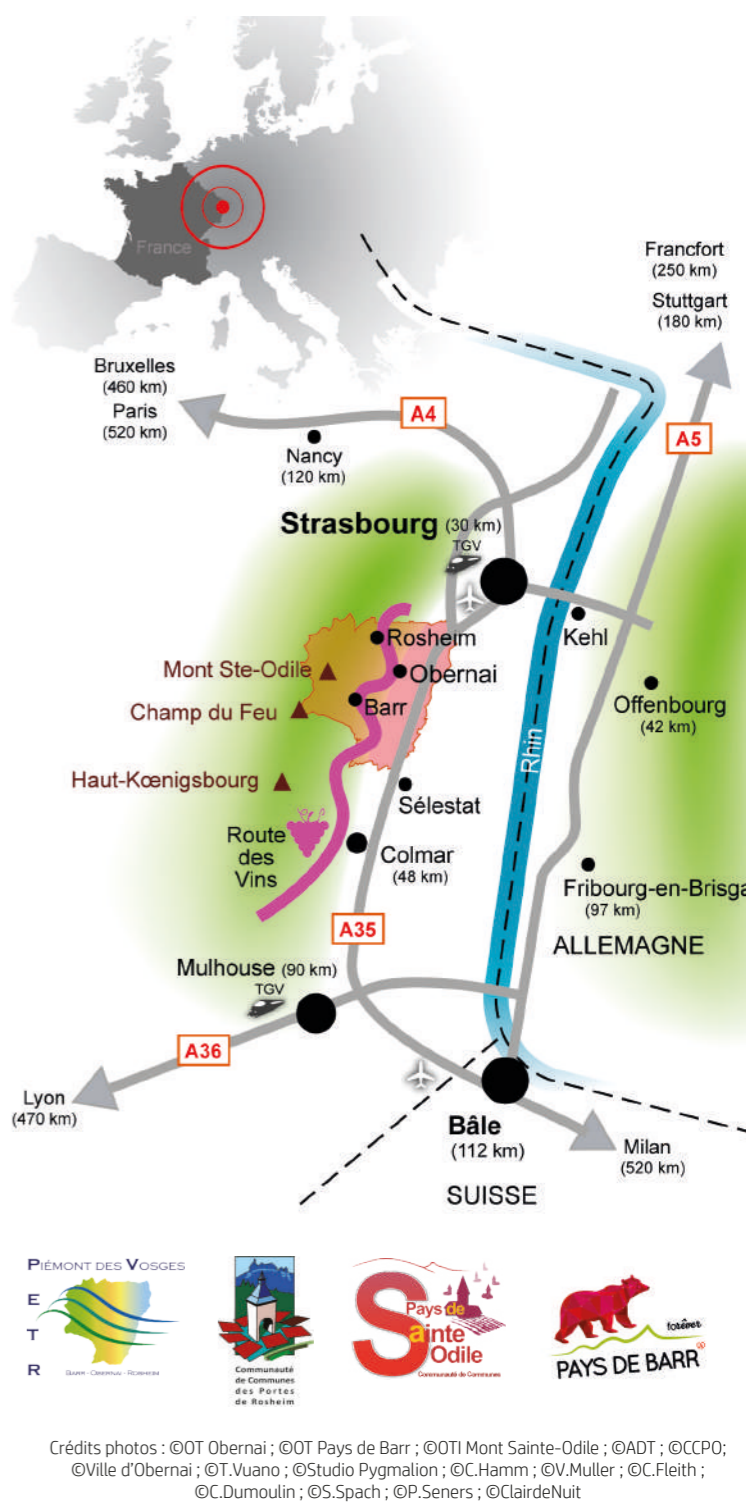 France
Francfort
(250 km)
Stuttgart
(180 km)
Bruxelles
(460 km)
Paris
(520 km)
A4
A5
Nancy
(120 km)
Strasbourg (30 km)
TGV
Rosheim
Kehl
Mont Ste-Odile
Obernai
Barr
Champ du Feu
Offenbourg
(42 km)
Rhin
Haut-Kœnigsbourg
Sélestat
Route
des
Vins
Colmar
(48 km)
Fribourg-en-Brisga
(97 km)
A35
ALLEMAGNE
Mulhouse (90 km)
TGV
A36
Lyon
(470 km)
Bâle
(112 km)
Milan
(520 km)
SUISSE
PIÉMONT DES VOSGES
P
E
T
R
BARR - OBERNAI - ROSHEIM
Communauté
de Communes
des Portes
de Rosheim
Pays de
Sainte
Odile
Communauté de Communes
forêver
PAYS DE BARR
Crédits photos : ©OT Obernai ; ©OT Pays de Barr ; ©OTI Mont Sainte-Odile ; ©ADT ; ©CCPO;
©Ville d'Obernai ; ©T.Vuano ; ©Studio Pygmalion ; ©C.Hamm ; ©V.Muller ; ©C.Fleith ;
©C.Dumoulin ; ©S.Spach ; ©P.Seners ; ©ClairdeNuit